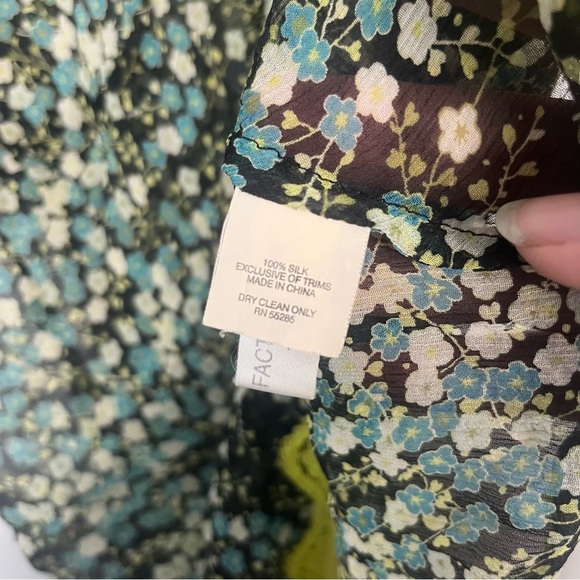 100% SILK
EXCLUSIVE OF TRIMS
MADE IN CHINA
DRY CLEAN ONLY
RN 55285
FACT